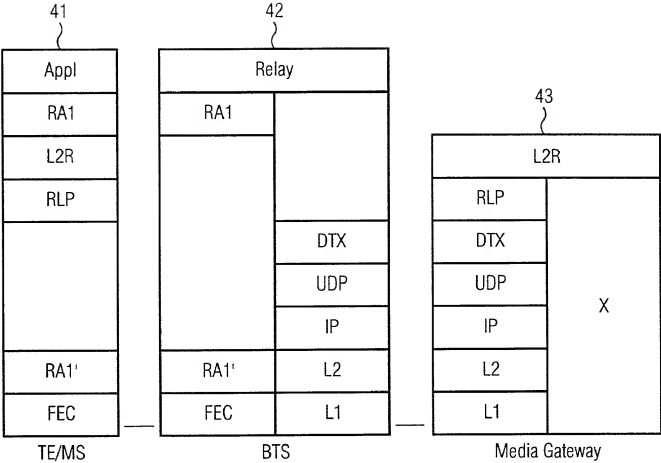 41
42
43
Appl
RA1
L2R
RLP
RA1'
FEC
TE/MS
Relay
RA1
RA1'
FEC
DTX
UDP
IP
L2
L1
BTS
L2R
RLP
DTX
UDP
IP
L2
L1
X
Media Gateway